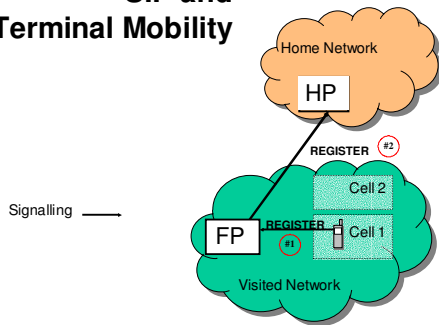 Terminal Mobility
Home Network
HP
REGISTER #2
Cell 2
Signalling
REGISTER
FP
#1
Cell 1
Visited Network